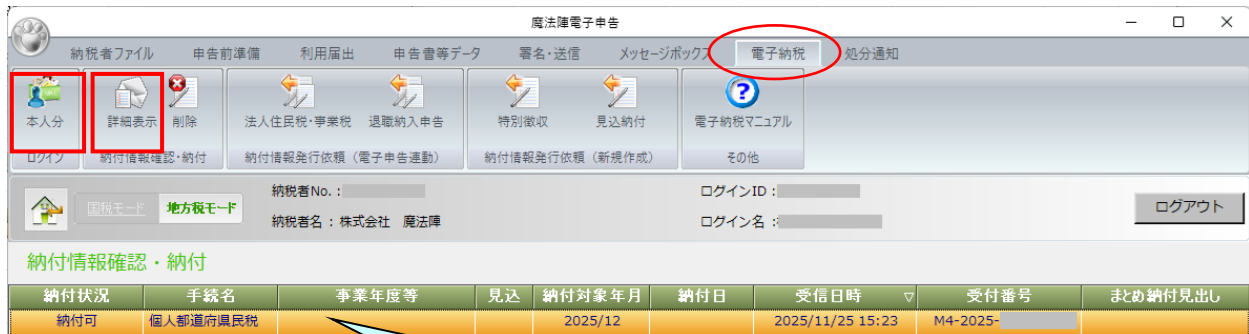 魔法陣電子申告
納税者ファイル 申告前準備 利用届出 申告書等データ 署名・送信 メッセージボックス 電子納税 処分通知
本人分 詳細表示 削除 法人住民税・事業税 退職納入申告 特別徴収 見込納付 電子納税マニュアル
ログイン 納付情報確認・納付 納付情報発行依頼（電子申告連動） 納付情報発行依頼（新規作成） その他
納税者No.： ログインID：
国税モード 地方税モード ログアウト
納税者名：株式会社 魔法陣 ログイン名：
納付情報確認・納付
納付状況 手続名 事業年度等 見込 納付対象年月 納付日 受信日時 ▽ 受付番号 まとめ納付見出し
納付可 個人都道府県民税 2025/12 2025/11/25 15:23 M4-2025-